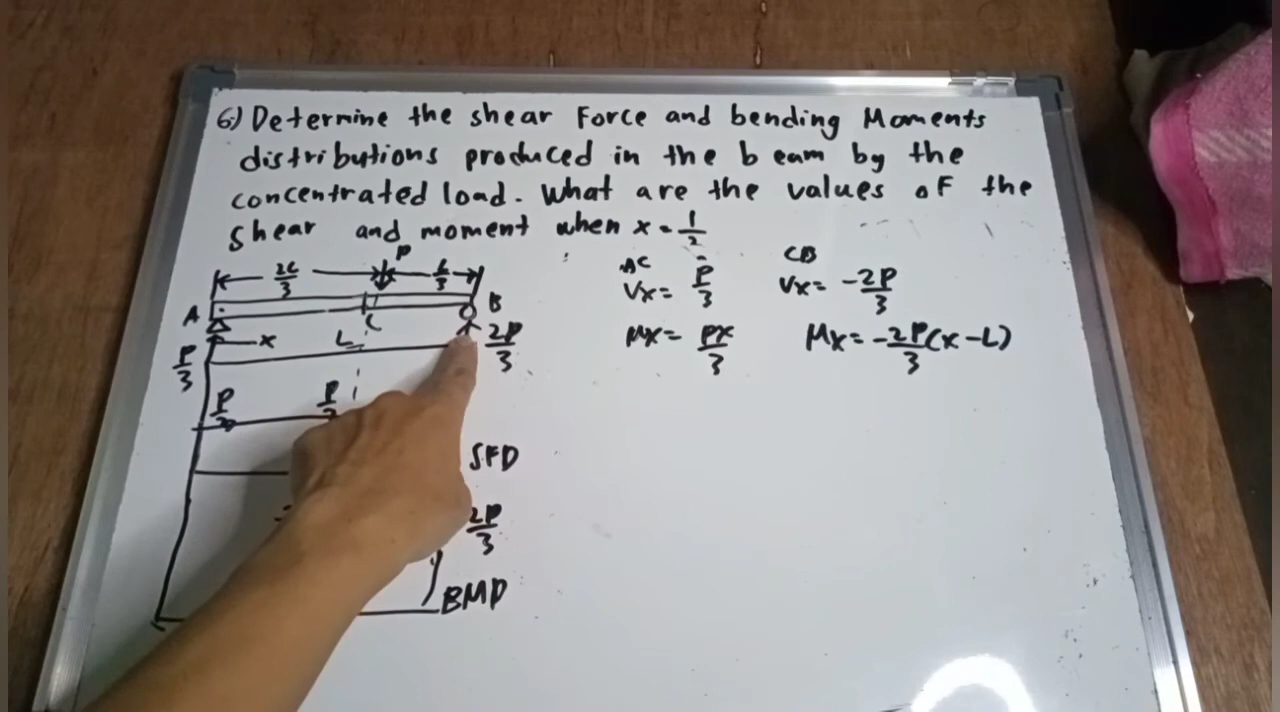 6.) Determine the shear Force and bending Moments
distributions produced in the beam by the
concentrated load. What are the values of the
shear and moment when x = 1/2
P
2L/3 L/3
A B
C
x L
P/3 2P/3
P/3 P
SFD
2P/3
BMD
AC
Vx = P/3
Mx = Px/3
CB
Vx = -2P/3
Mx = -2P/3 (x-L)